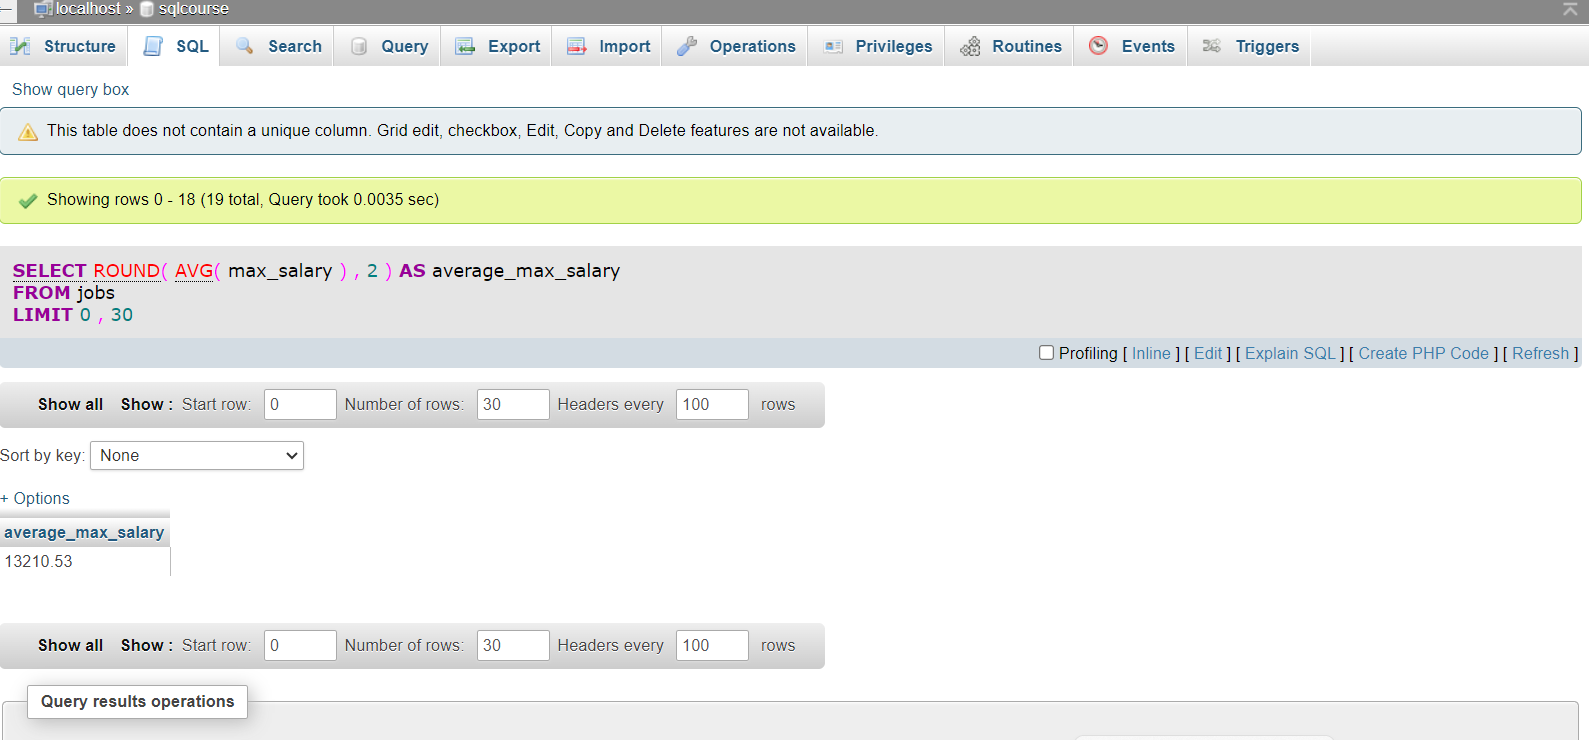 localhost » sqlcourse
Structure SQL Search Query Export Import Operations Privileges Routines Events Triggers
Show query box
This table does not contain a unique column. Grid edit, checkbox, Edit, Copy and Delete features are not available.
Showing rows 0 - 18 (19 total, Query took 0.0035 sec)
SELECT ROUND( AVG( max_salary ) , 2 ) AS average_max_salary
FROM jobs
LIMIT 0 , 30
Profiling [ Inline ] [ Edit ] [ Explain SQL ] [ Create PHP Code ] [ Refresh ]
Show all Show : Start row: 0 Number of rows: 30 Headers every 100 rows
Sort by key: None
+ Options
average_max_salary
13210.53
Show all Show : Start row: 0 Number of rows: 30 Headers every 100 rows
Query results operations